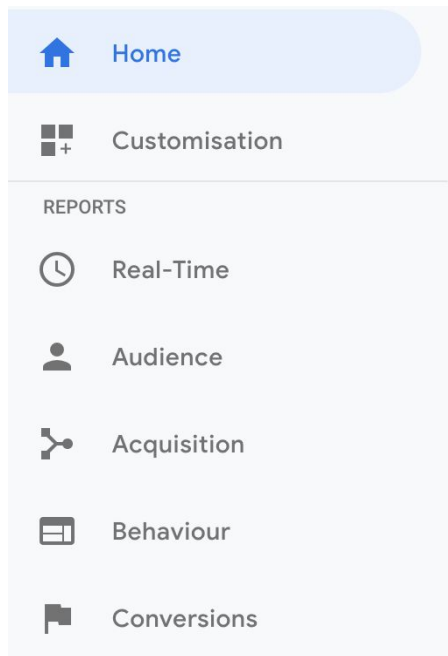 Home
Customisation
REPORTS
Real-Time
Audience
Acquisition
Behaviour
Conversions